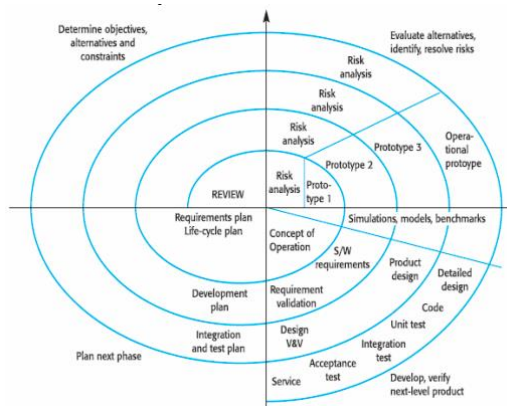 Determine objectives,
alternatives and
constraints
Evaluate alternatives,
identify, resolve risks
Risk
analysis
Risk
analysis
Risk
analysis
Risk
analysis
Proto-
type 1
Prototype 2
Prototype 3
Opera-
tional
protoype
REVIEW
Requirements plan
Life-cycle plan
Simulations, models, benchmarks
Concept of
Operation
S/W
requirements
Product
design
Detailed
design
Development
plan
Requirement
validation
Code
Unit test
Integration
and test plan
Design
V&V
Integration
test
Plan next phase
Acceptance
test
Service
Develop, verify
next-level product